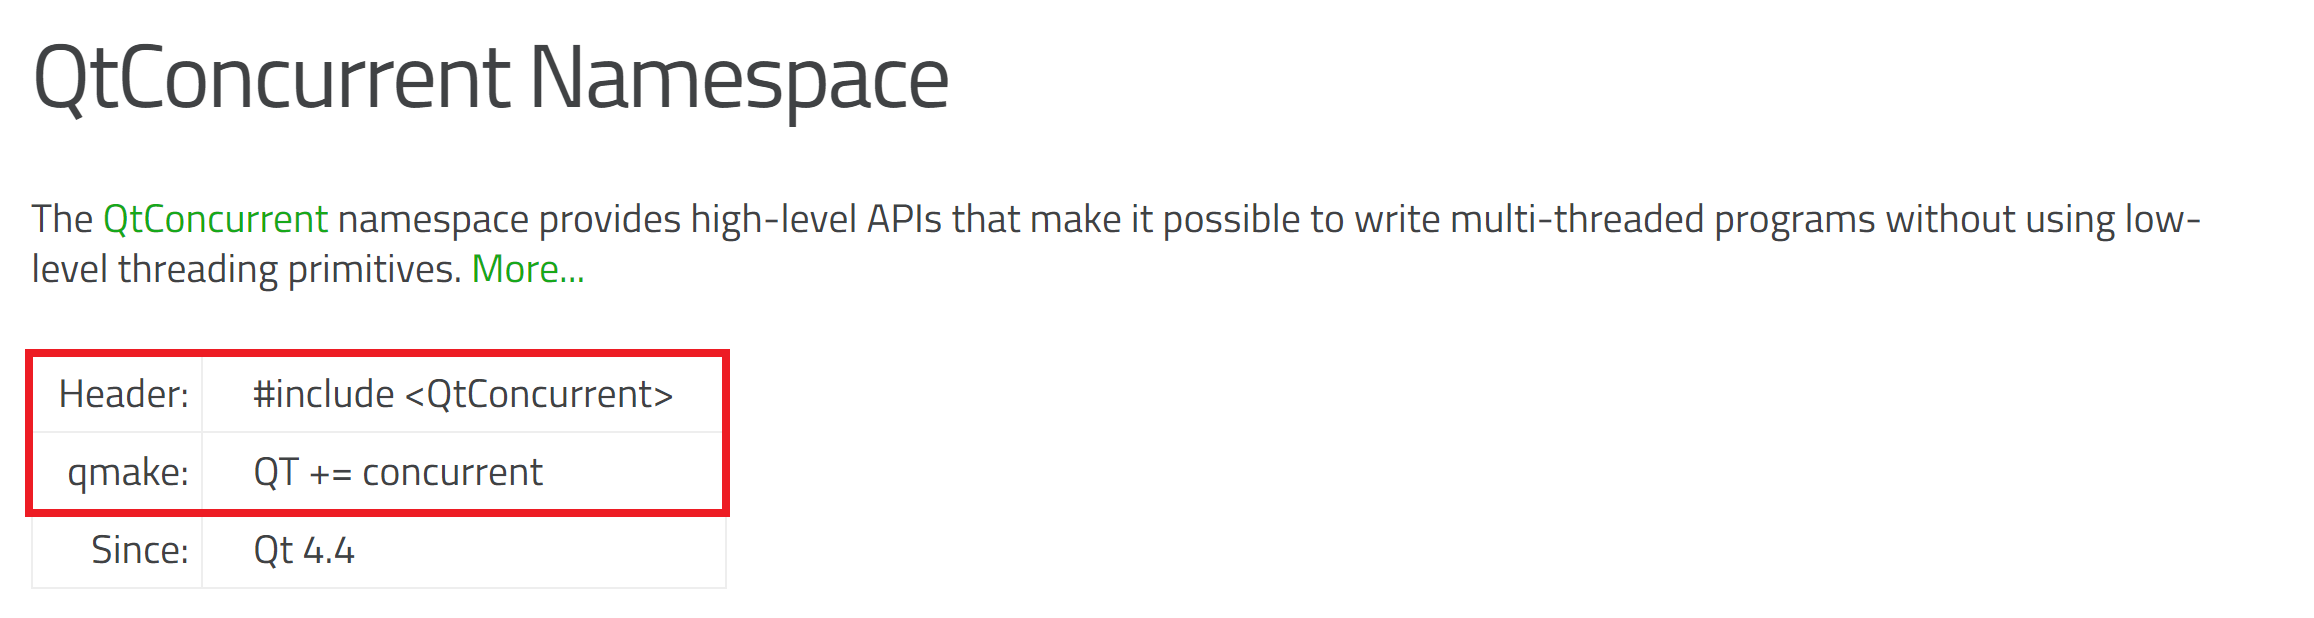 QtConcurrent Namespace
The QtConcurrent namespace provides high-level APIs that make it possible to write multi-threaded programs without using low-
level threading primitives. More...
Header: #include <QtConcurrent>
qmake: QT += concurrent
Since: Qt 4.4